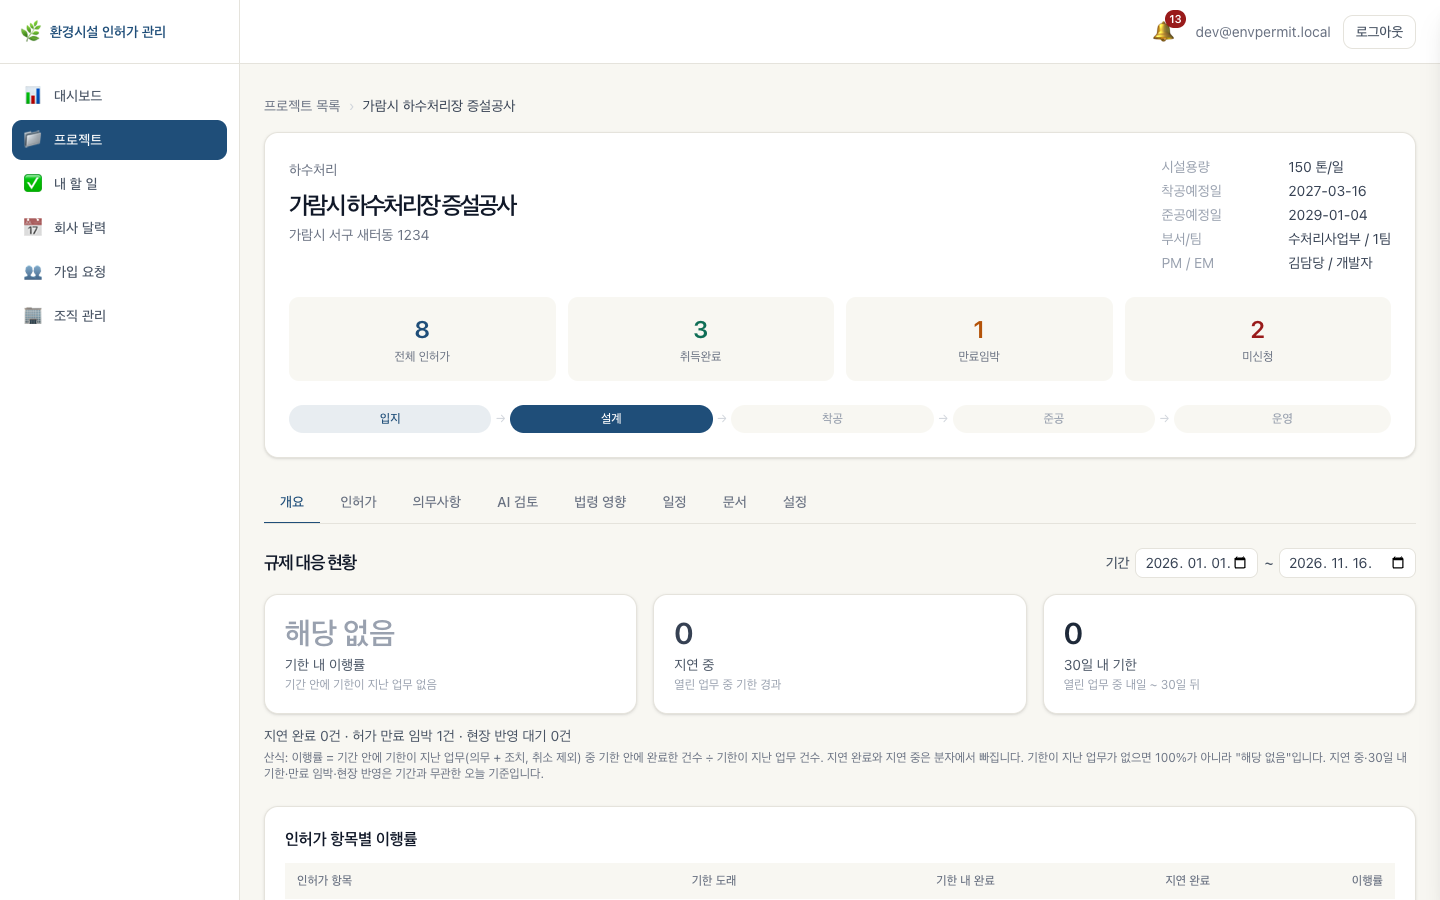 환경시설 인허가 관리
13
dev@envpermit.local
로그아웃
대시보드
프로젝트
내 할 일
17
회사 달력
가입 요청
조직 관리
프로젝트 목록 › 가람시 하수처리장 증설공사
하수처리
가람시 하수처리장 증설공사
가람시 서구 새터동 1234
시설용량 150 톤/일
착공예정일 2027-03-16
준공예정일 2029-01-04
부서/팀 수처리사업부 / 1팀
PM / EM 김담당 / 개발자
8
전체 인허가
3
취득완료
1
만료임박
2
미신청
입지 → 설계 → 착공 → 준공 → 운영
개요 인허가 의무사항 AI 검토 법령 영향 일정 문서 설정
규제 대응 현황
기간 2026. 01. 01. ~ 2026. 11. 16.
해당 없음
기한 내 이행률
기간 안에 기한이 지난 업무 없음
0
지연 중
열린 업무 중 기한 경과
0
30일 내 기한
열린 업무 중 내일 ~ 30일 뒤
지연 완료 0건 · 허가 만료 임박 1건 · 현장 반영 대기 0건
산식: 이행률 = 기간 안에 기한이 지난 업무(의무 + 조치, 취소 제외) 중 기한 안에 완료한 건수 ÷ 기한이 지난 업무 건수. 지연 완료와 지연 중은 분자에서 빠집니다. 기한이 지난 업무가 없으면 100%가 아니라 "해당 없음"입니다. 지연 중·30일 내
기한·만료 임박·현장 반영은 기간과 무관한 오늘 기준입니다.
인허가 항목별 이행률
인허가 항목 기한 도래 기한 내 완료 지연 완료 이행률